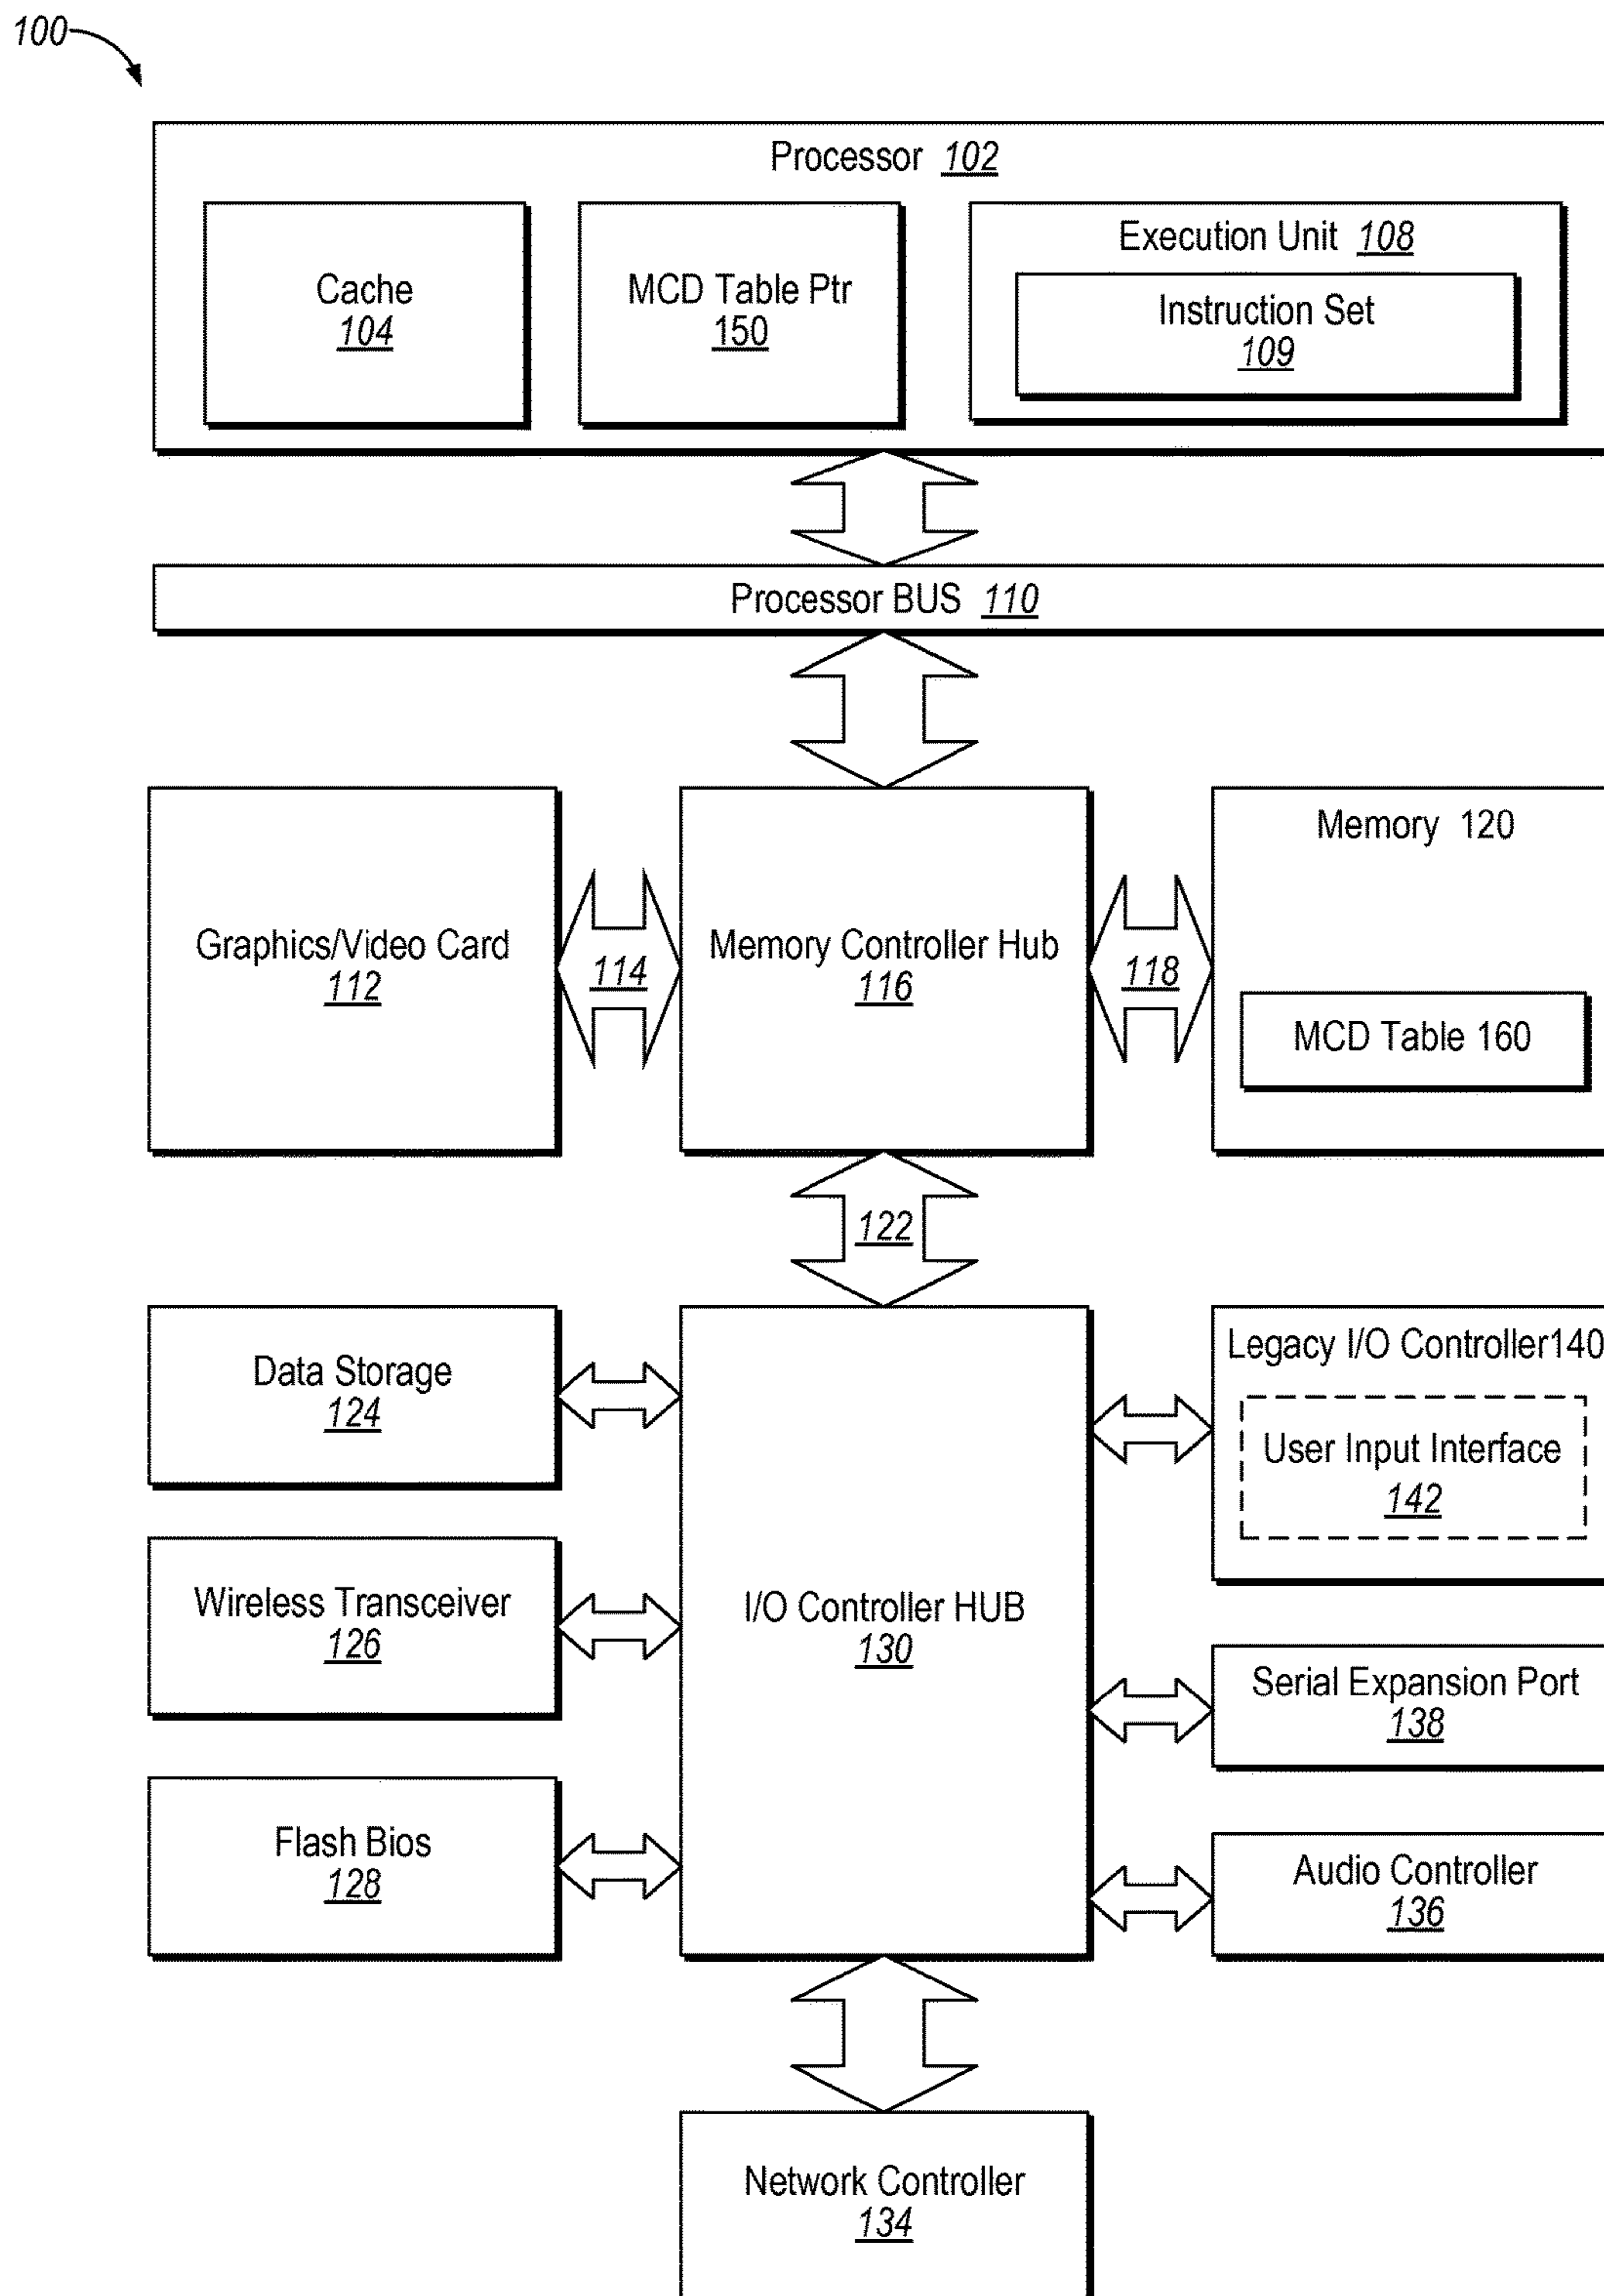 100
Processor 102
Cache
104
MCD Table Ptr
150
Execution Unit 108
Instruction Set
109
Processor BUS 110
Graphics/Video Card
112
114
Memory Controller Hub
116
118
Memory 120
MCD Table 160
122
Data Storage
124
Wireless Transceiver
126
Flash Bios
128
I/O Controller HUB
130
Legacy I/O Controller140
User Input Interface
142
Serial Expansion Port
138
Audio Controller
136
Network Controller
134